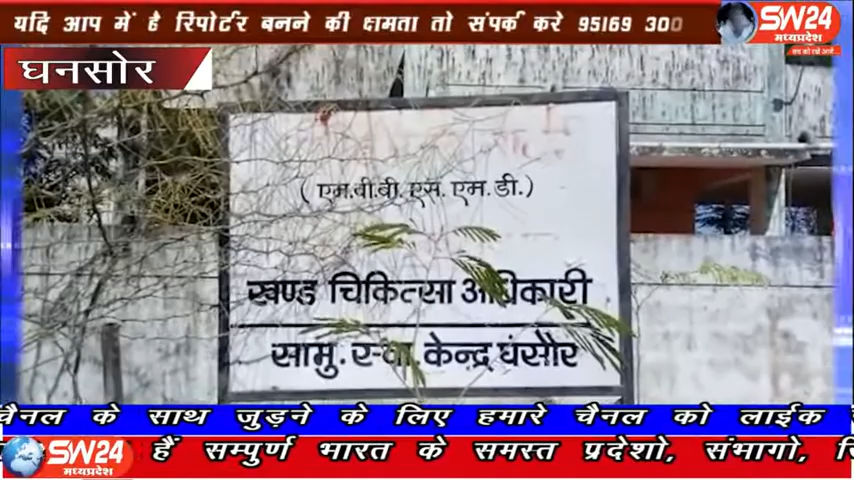 यदि आप में है रिपोर्टर बनने की क्षमता तो संपर्क करे 95169 300
SW24
मध्यप्रदेश
घनसोर
(एम.बी.बी.एस.एम.डी.)
खण्ड चिकित्सा अधिकारी
सामु.स्वा.केन्द्र घंसौर
चैनल के साथ जुड़ने के लिए हमारे चैनल को लाईक
है सम्पूर्ण भारत के समस्त प्रदेशो, संभागो,
SW24
मध्यप्रदेश